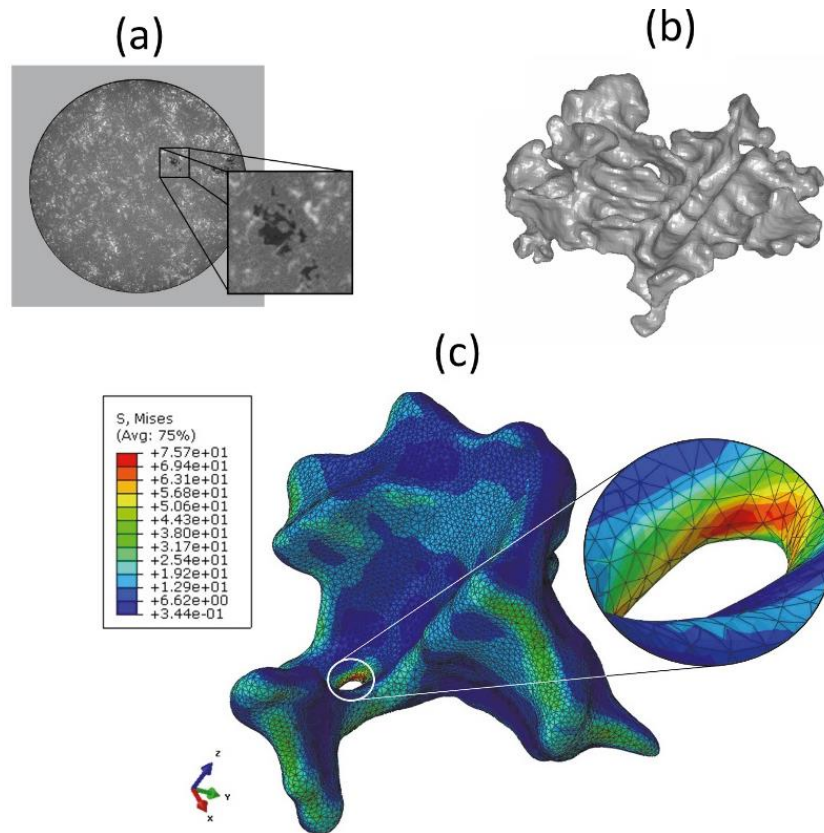 (a)
(b)
(c)
S, Mises
(Avg: 75%)
+7.57e+01
+6.94e+01
+6.31e+01
+5.68e+01
+5.06e+01
+4.43e+01
+3.80e+01
+3.17e+01
+2.54e+01
+1.92e+01
+1.29e+01
+6.62e+00
+3.44e-01
Z
Y
X